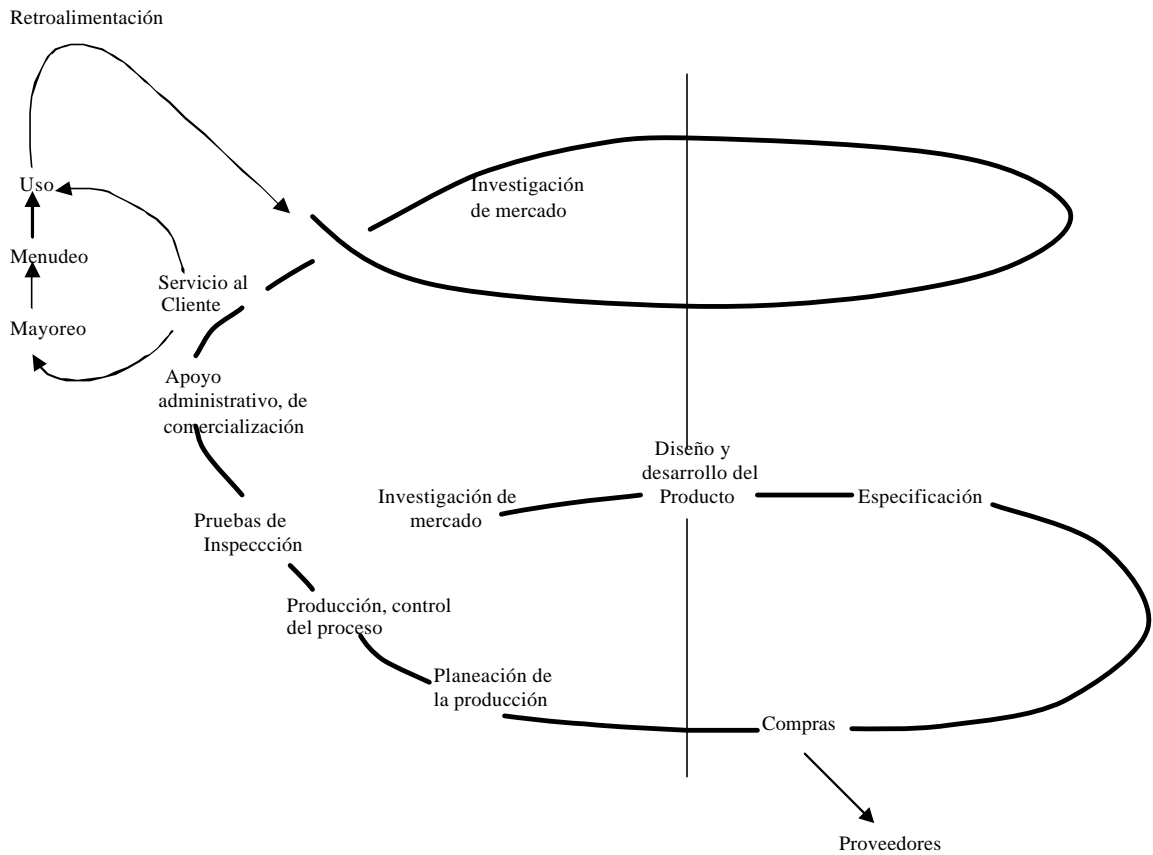 Retroalimentación
Uso
Investigación
de mercado
Menudeo
Servicio al
Cliente
Mayoreo
Apoyo
administrativo, de
comercialización
Diseño y
desarrollo del
Producto
Investigación de
mercado
Especificación
Pruebas de
Inspeccción
Producción, control
del proceso
Planeación de
la producción
Compras
Proveedores